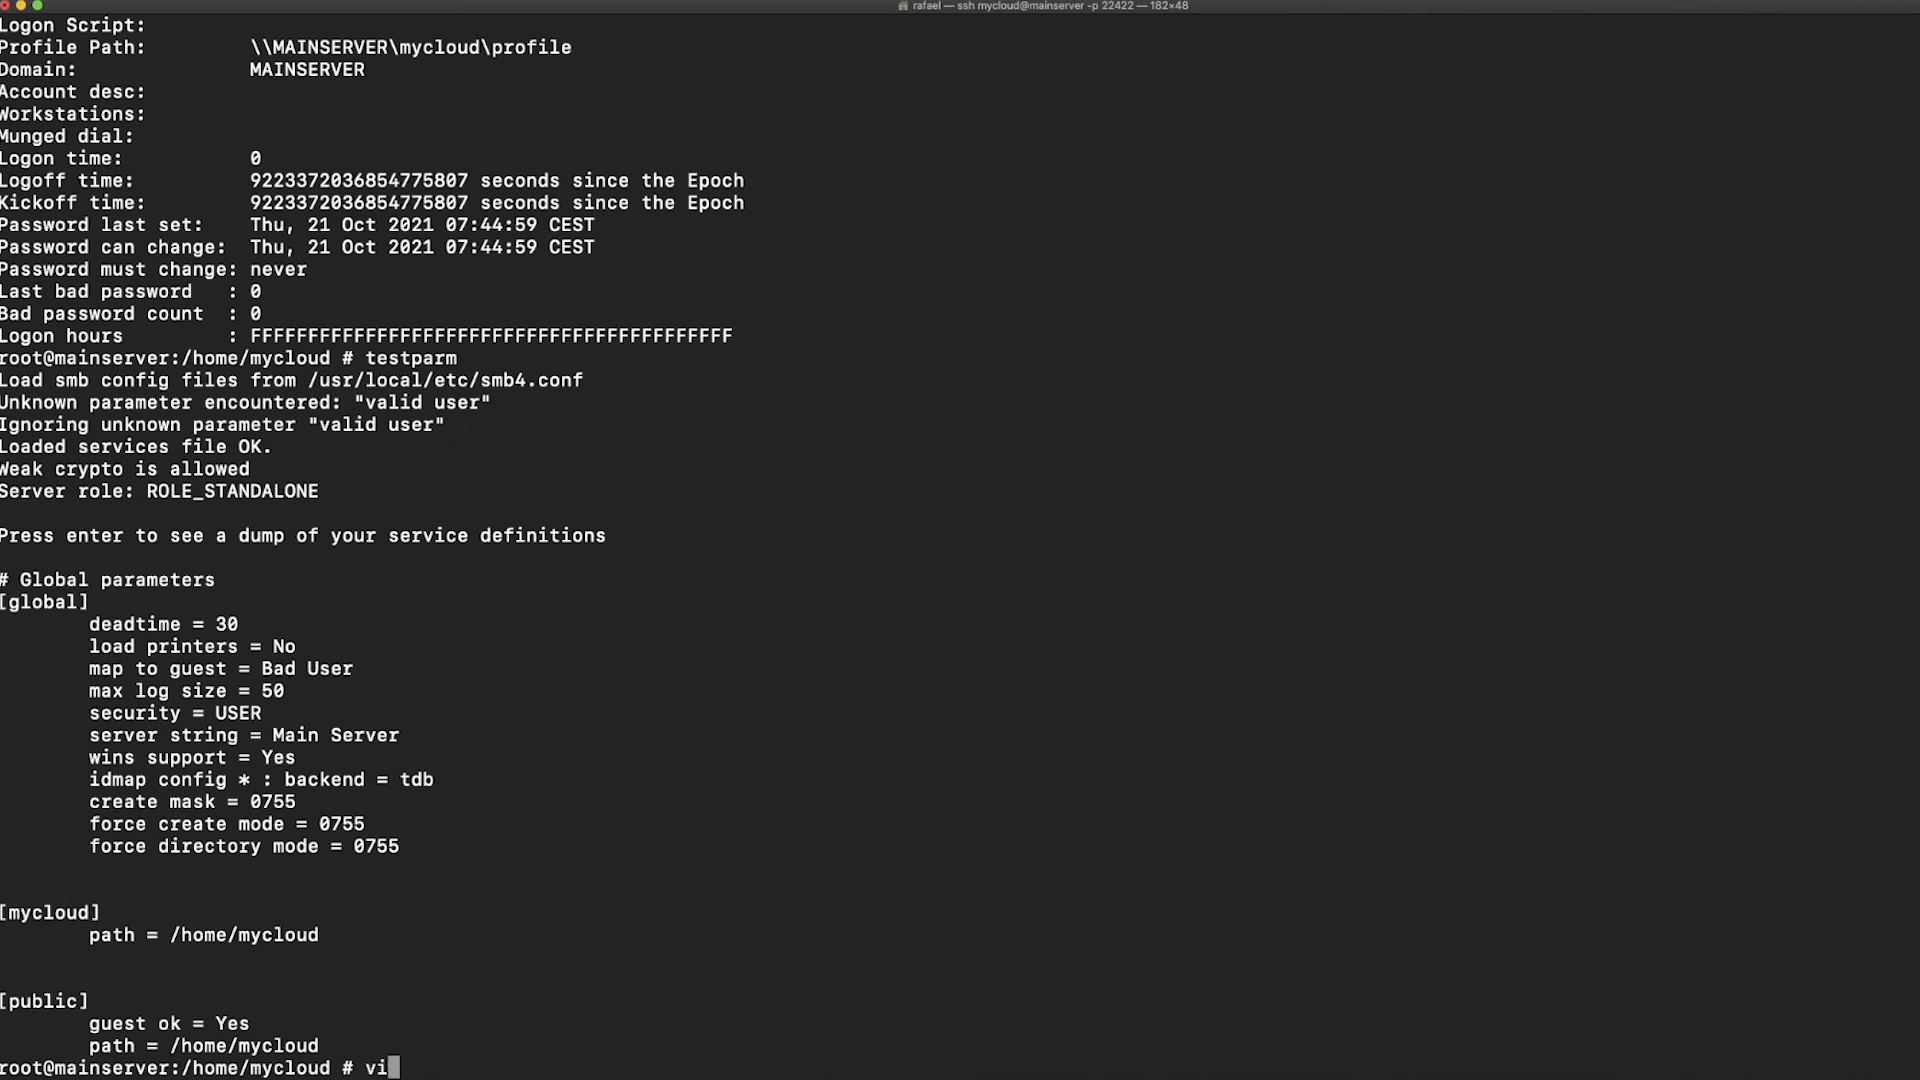 rafael — ssh mycloud@mainserver -p 22422 — 182×48
Logon Script:
Profile Path:         \\MAINSERVER\mycloud\profile
Domain:               MAINSERVER
Account desc:
Workstations:
Munged dial:
Logon time:           0
Logoff time:          9223372036854775807 seconds since the Epoch
Kickoff time:         9223372036854775807 seconds since the Epoch
Password last set:    Thu, 21 Oct 2021 07:44:59 CEST
Password can change:  Thu, 21 Oct 2021 07:44:59 CEST
Password must change: never
Last bad password   : 0
Bad password count  : 0
Logon hours         : FFFFFFFFFFFFFFFFFFFFFFFFFFFFFFFFFFFFFFFFFF
root@mainserver:/home/mycloud # testparm
Load smb config files from /usr/local/etc/smb4.conf
Unknown parameter encountered: "valid user"
Ignoring unknown parameter "valid user"
Loaded services file OK.
Weak crypto is allowed
Server role: ROLE_STANDALONE
Press enter to see a dump of your service definitions
# Global parameters
[global]
        deadtime = 30
        load printers = No
        map to guest = Bad User
        max log size = 50
        security = USER
        server string = Main Server
        wins support = Yes
        idmap config * : backend = tdb
        create mask = 0755
        force create mode = 0755
        force directory mode = 0755
[mycloud]
        path = /home/mycloud
[public]
        guest ok = Yes
        path = /home/mycloud
root@mainserver:/home/mycloud # vi